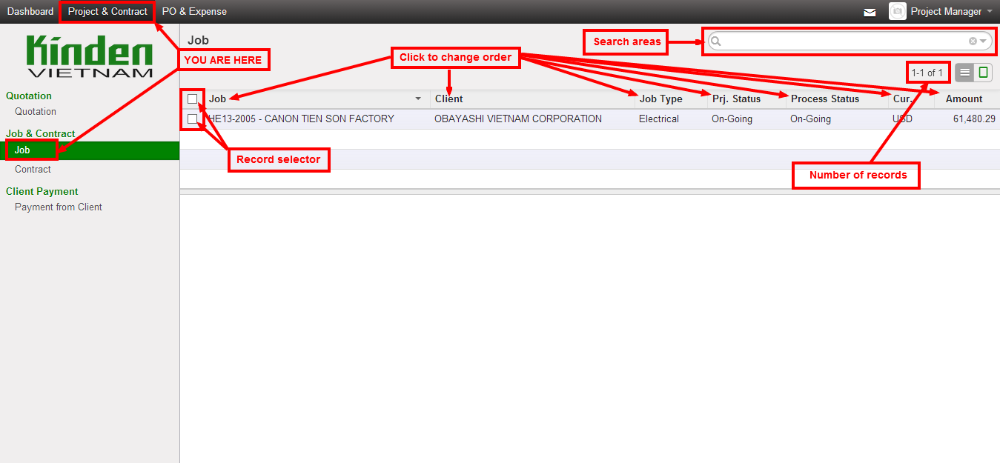 Dashboard Project & Contract PO & Expense Project Manager
Kinden
VIETNAM
Job
YOU ARE HERE
Click to change order
Search areas
1-1 of 1
Quotation
Quotation
Job & Contract
Job
Contract
Client Payment
Payment from Client
Job Client Job Type Prj. Status Process Status Cur. Amount
HE13-2005 - CANON TIEN SON FACTORY OBAYASHI VIETNAM CORPORATION Electrical On-Going On-Going USD 61,480.29
Record selector
Number of records